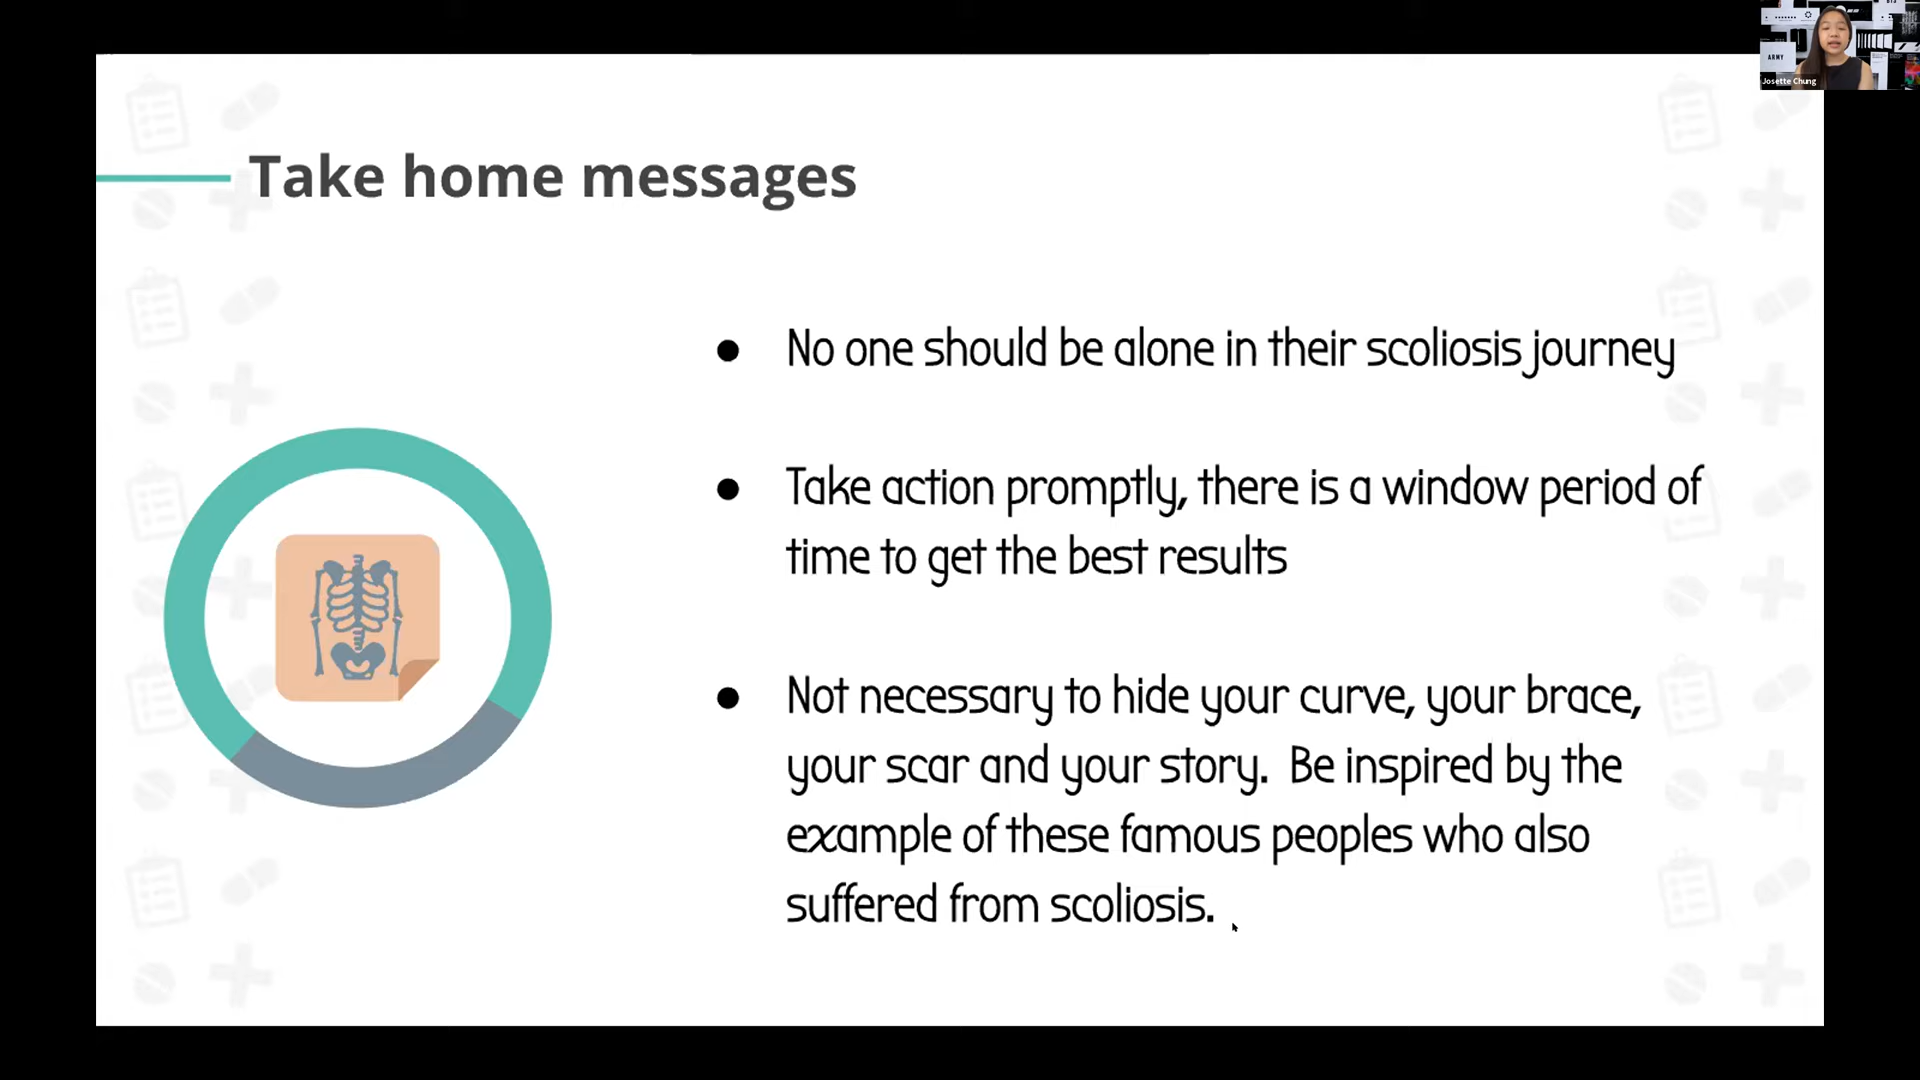 Take home messages
● No one should be alone in their scoliosis journey
● Take action promptly, there is a window period of
time to get the best results
● Not necessary to hide your curve, your brace,
your scar and your story. Be inspired by the
example of these famous peoples who also
suffered from scoliosis.
ARMY
Josette Chung